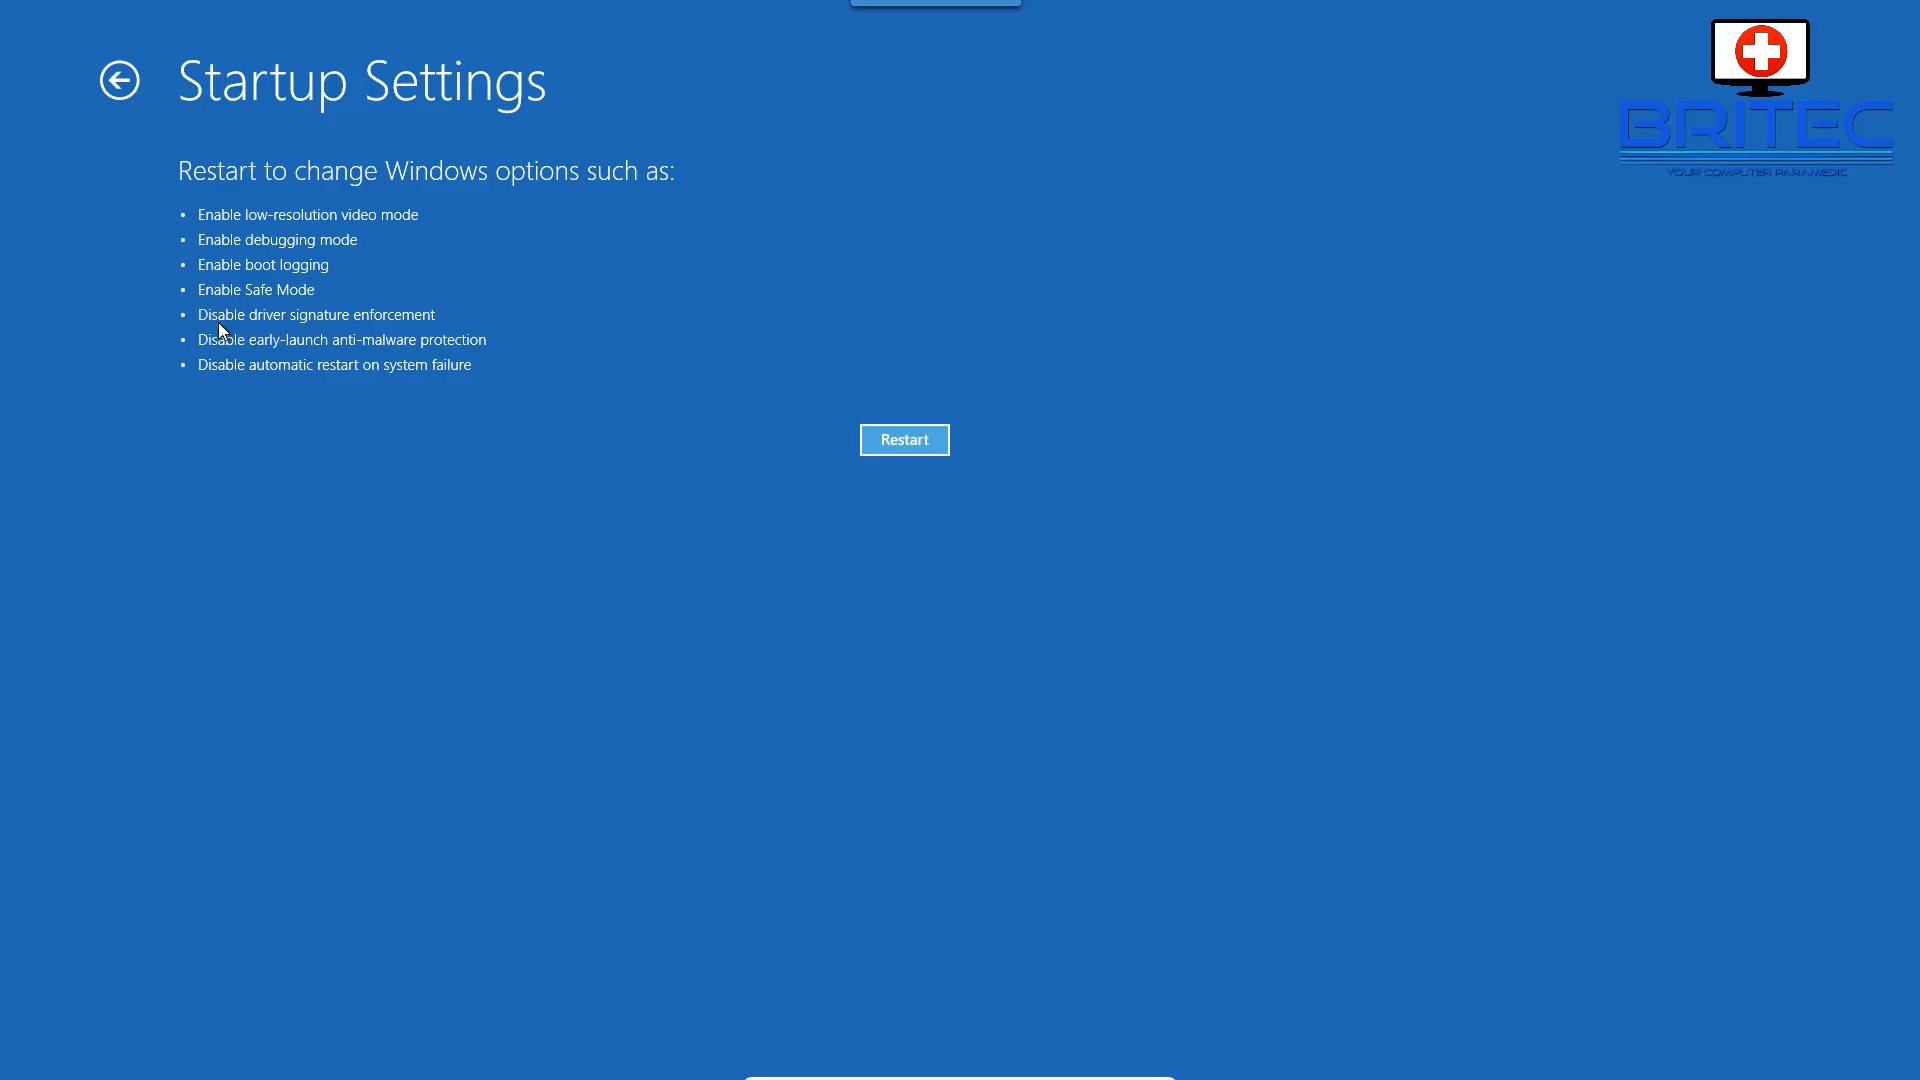 Startup Settings
BRITEC
YOUR COMPUTER PARAMEDIC
Restart to change Windows options such as:
• Enable low-resolution video mode
• Enable debugging mode
• Enable boot logging
• Enable Safe Mode
• Disable driver signature enforcement
• Disable early-launch anti-malware protection
• Disable automatic restart on system failure
Restart